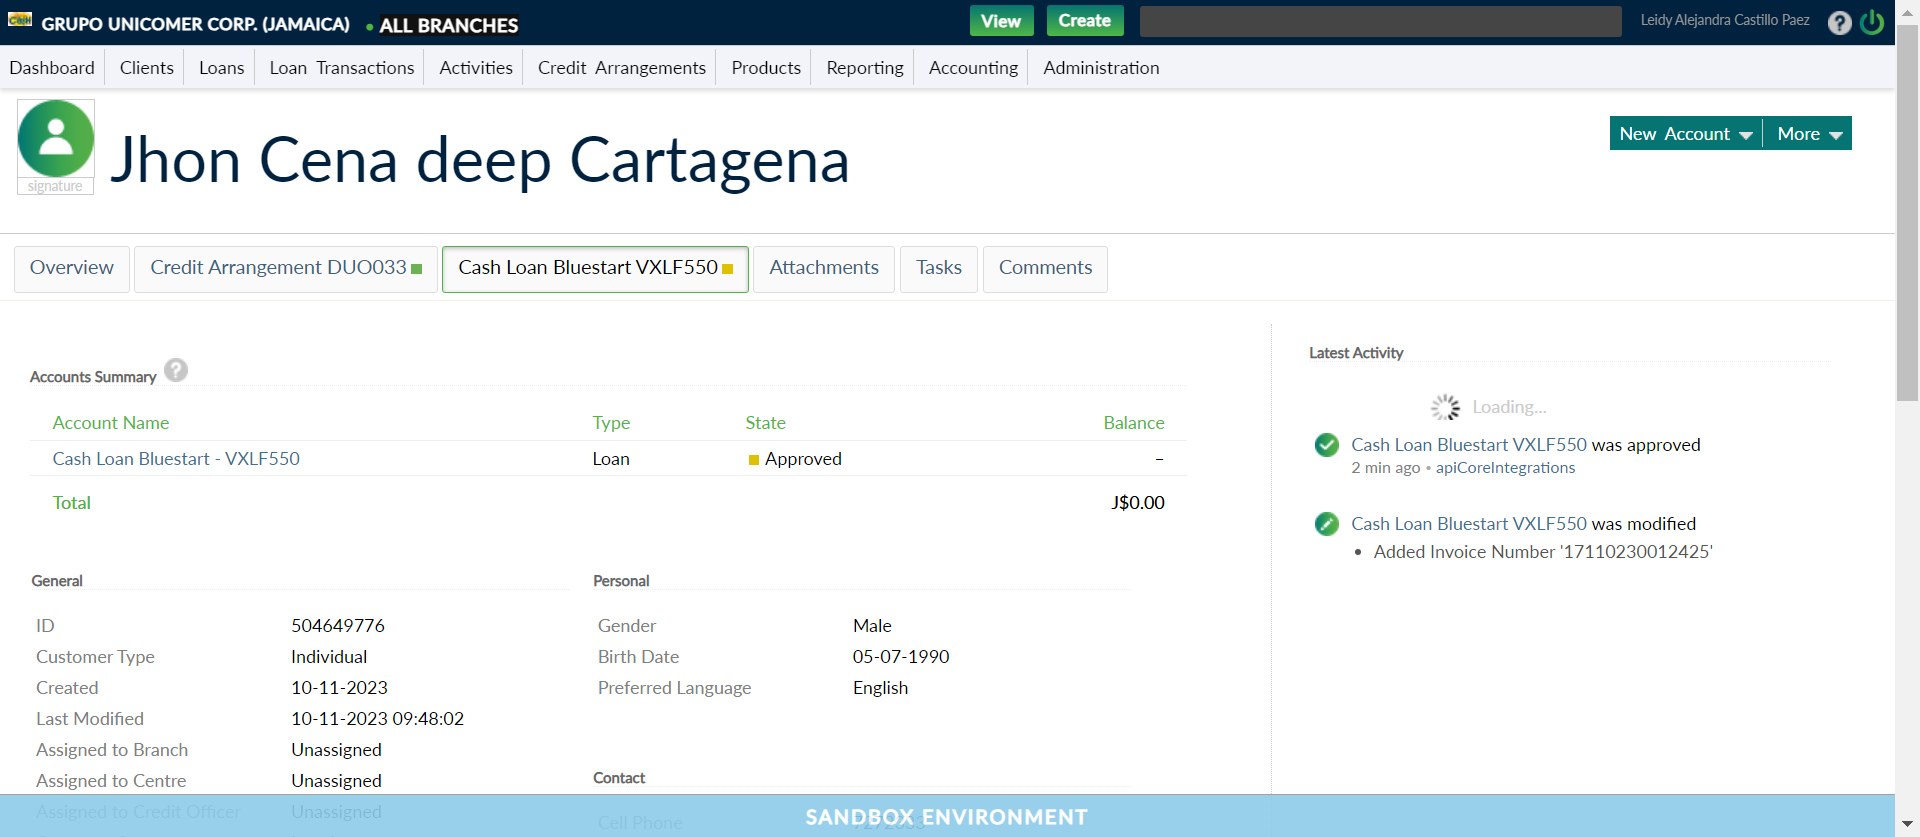 Cash GRUPO UNICOMER CORP. (JAMAICA) • ALL BRANCHES View Create Leidy Alejandra Castillo Paez ?
Dashboard Clients Loans Loan Transactions Activities Credit Arrangements Products Reporting Accounting Administration
signature
Jhon Cena deep Cartagena
New Account More
Overview Credit Arrangement DUO033 Cash Loan Bluestart VXLF550 Attachments Tasks Comments
Accounts Summary ?
Account Name Type State Balance
Cash Loan Bluestart - VXLF550 Loan Approved –
Total J$0.00
General
ID 504649776
Customer Type Individual
Created 10-11-2023
Last Modified 10-11-2023 09:48:02
Assigned to Branch Unassigned
Assigned to Centre Unassigned
Assigned to Credit Officer Unassigned
Personal
Gender Male
Birth Date 05-07-1990
Preferred Language English
Contact
Cell Phone
Latest Activity
Loading...
Cash Loan Bluestart VXLF550 was approved
2 min ago • apiCoreIntegrations
Cash Loan Bluestart VXLF550 was modified
• Added Invoice Number '17110230012425'
SANDBOX ENVIRONMENT